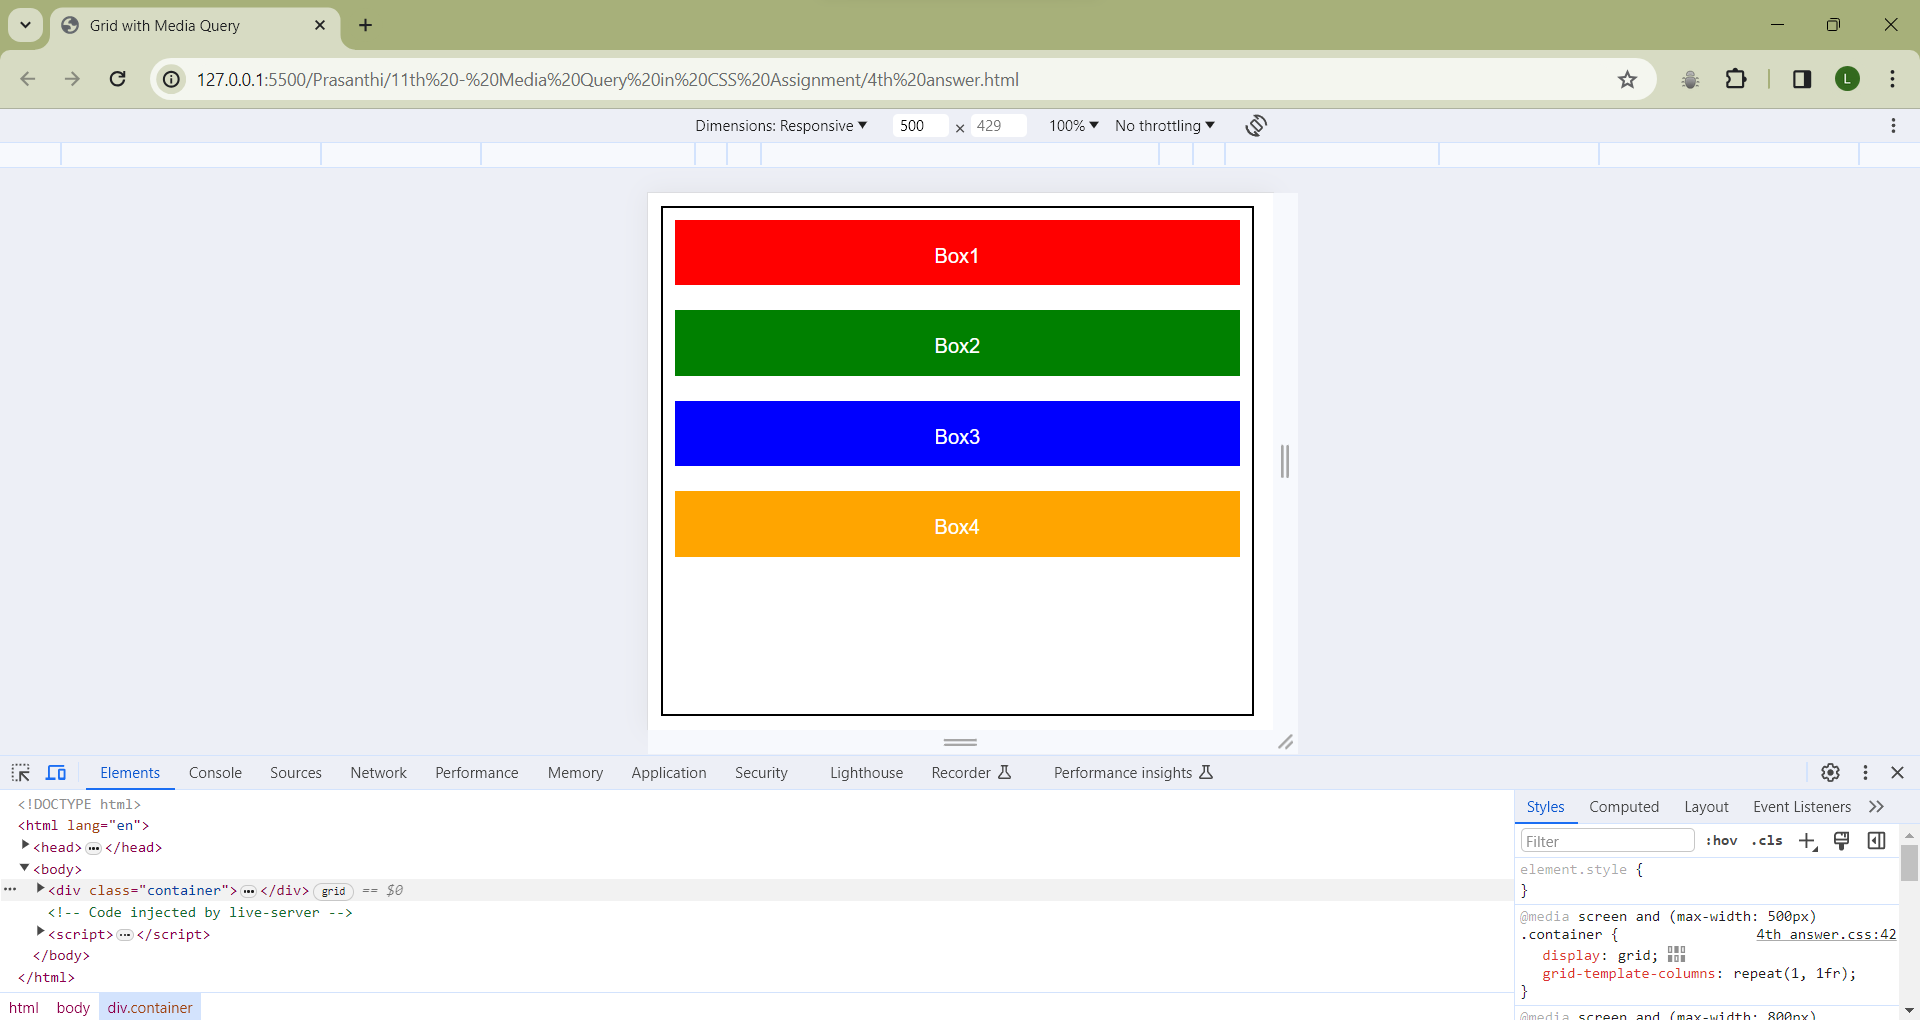 Grid with Media Query
127.0.0.1:5500/Prasanthi/11th%20-%20Media%20Query%20in%20CSS%20Assignment/4th%20answer.html
L
Dimensions: Responsive 500 × 429 100% No throttling
Box1
Box2
Box3
Box4
Elements Console Sources Network Performance Memory Application Security Lighthouse Recorder Performance insights
<!DOCTYPE html>
<html lang="en">
<head> ••• </head>
<body>
<div class="container"> ••• </div> grid == $0
<!-- Code injected by live-server -->
<script> ••• </script>
</body>
</html>
html body div.container
Styles Computed Layout Event Listeners
Filter :hov .cls
element.style {
}
@media screen and (max-width: 500px)
.container { 4th answer.css:42
display: grid;
grid-template-columns: repeat(1, 1fr);
}
@media screen and (max-width: 800px)